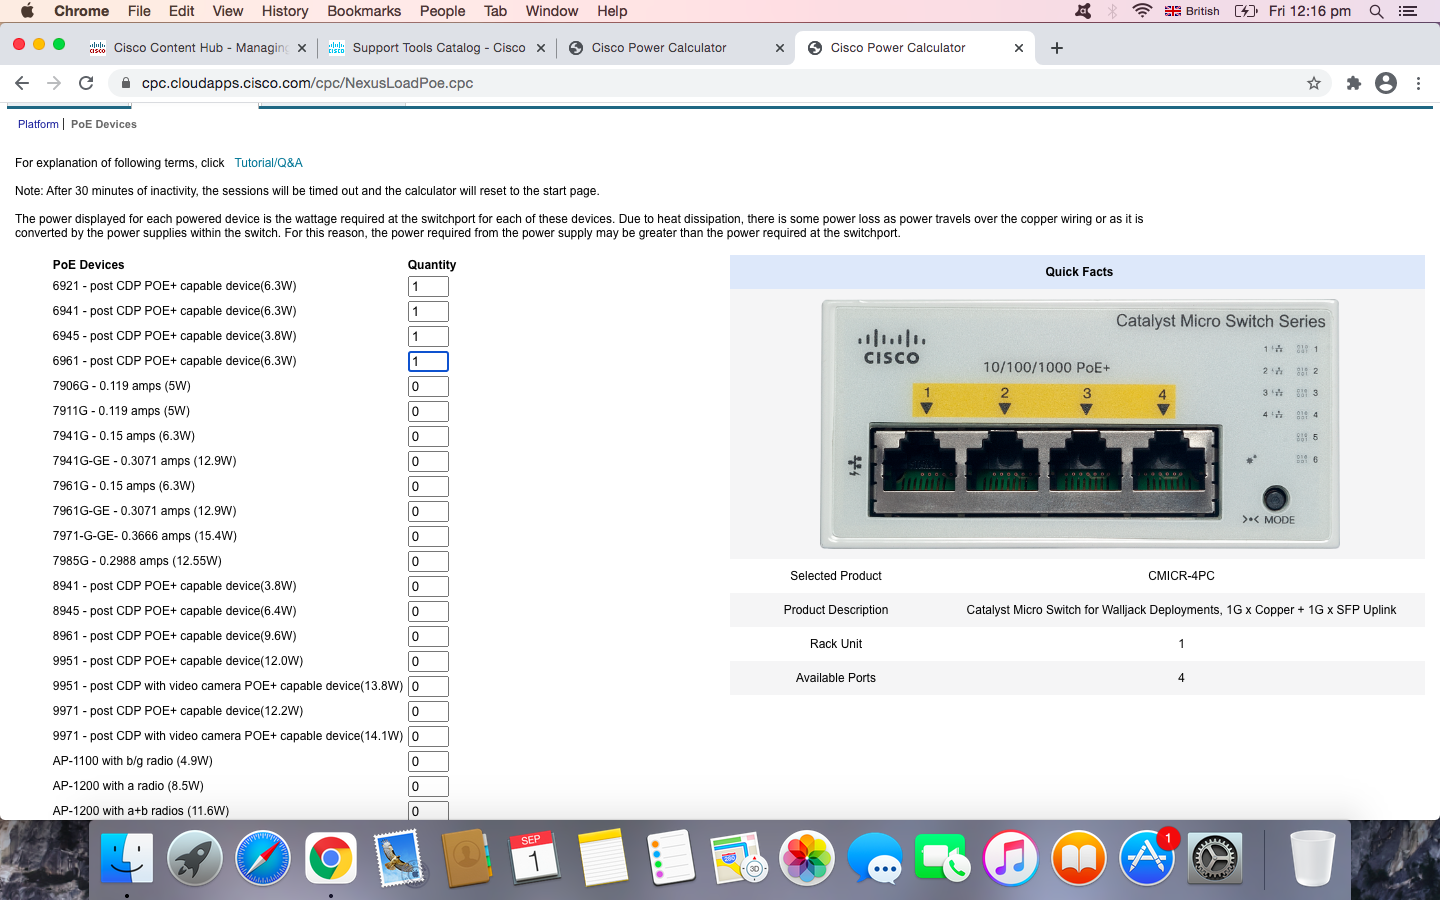 Chrome File Edit View History Bookmarks People Tab Window Help British Fri 12:16 pm
Cisco Content Hub - Managing Support Tools Catalog - Cisco Cisco Power Calculator Cisco Power Calculator
cpc.cloudapps.cisco.com/cpc/NexusLoadPoe.cpc
Platform | PoE Devices
For explanation of following terms, click Tutorial/Q&A
Note: After 30 minutes of inactivity, the sessions will be timed out and the calculator will reset to the start page.
The power displayed for each powered device is the wattage required at the switchport for each of these devices. Due to heat dissipation, there is some power loss as power travels over the copper wiring or as it is
converted by the power supplies within the switch. For this reason, the power required from the power supply may be greater than the power required at the switchport.
PoE Devices Quantity
6921 - post CDP POE+ capable device(6.3W) 1
6941 - post CDP POE+ capable device(6.3W) 1
6945 - post CDP POE+ capable device(3.8W) 1
6961 - post CDP POE+ capable device(6.3W) 1
7906G - 0.119 amps (5W) 0
7911G - 0.119 amps (5W) 0
7941G - 0.15 amps (6.3W) 0
7941G-GE - 0.3071 amps (12.9W) 0
7961G - 0.15 amps (6.3W) 0
7961G-GE - 0.3071 amps (12.9W) 0
7971-G-GE- 0.3666 amps (15.4W) 0
7985G - 0.2988 amps (12.55W) 0
8941 - post CDP POE+ capable device(3.8W) 0
8945 - post CDP POE+ capable device(6.4W) 0
8961 - post CDP POE+ capable device(9.6W) 0
9951 - post CDP POE+ capable device(12.0W) 0
9951 - post CDP with video camera POE+ capable device(13.8W) 0
9971 - post CDP POE+ capable device(12.2W) 0
9971 - post CDP with video camera POE+ capable device(14.1W) 0
AP-1100 with b/g radio (4.9W) 0
AP-1200 with a radio (8.5W) 0
AP-1200 with a+b radios (11.6W) 0
Quick Facts
Catalyst Micro Switch Series
CISCO
10/100/1000 PoE+
1 2 3 4
1 1
2 2
3 3
4 4
5
6
MODE
Selected Product CMICR-4PC
Product Description Catalyst Micro Switch for Walljack Deployments, 1G x Copper + 1G x SFP Uplink
Rack Unit 1
Available Ports 4
SEP
1
280
3D
1